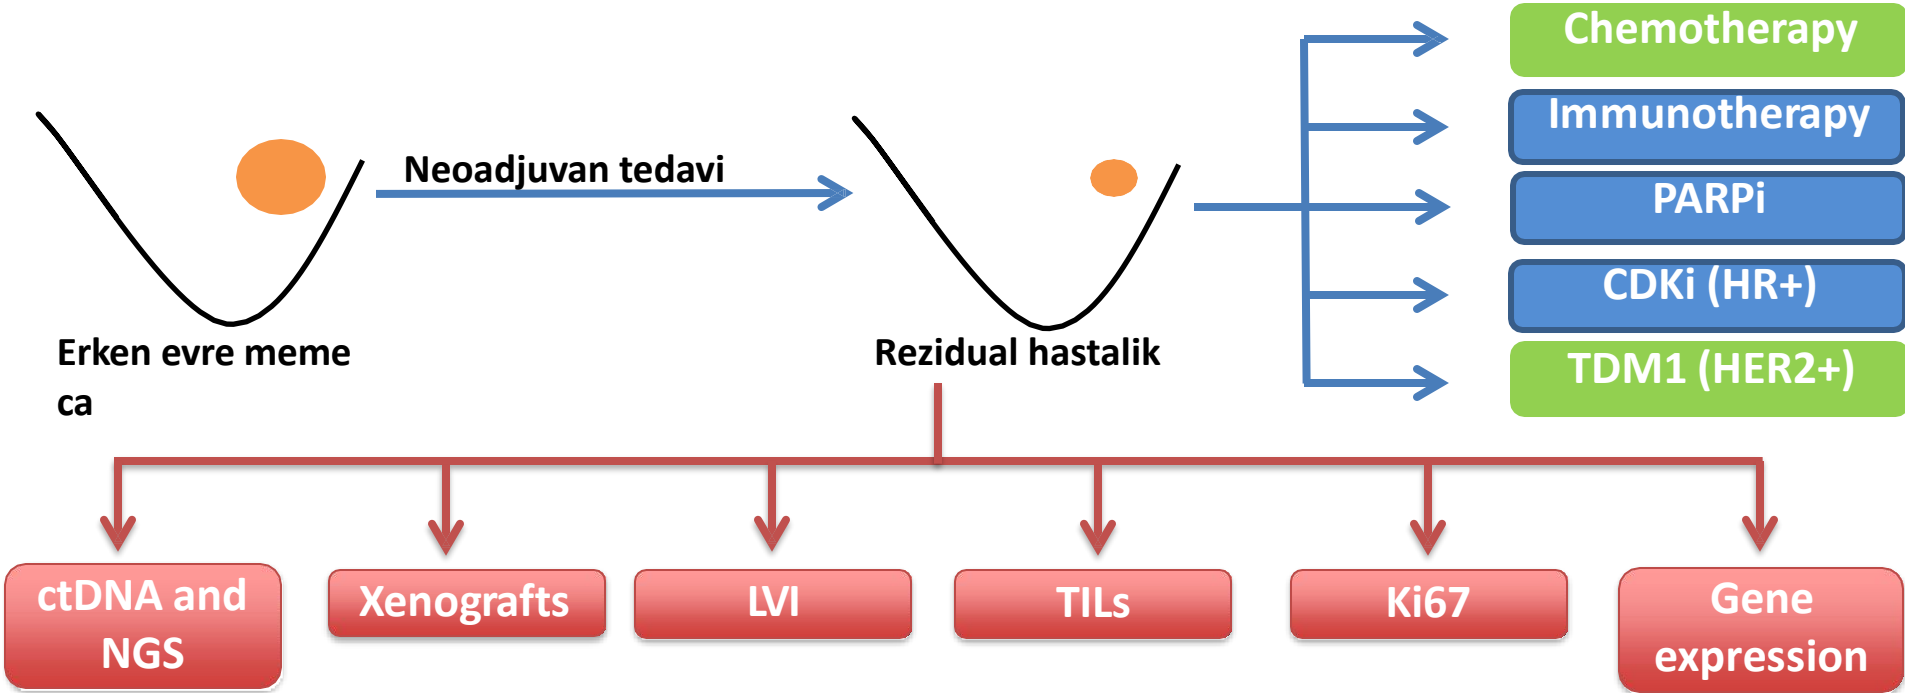 Chemotherapy
Immunotherapy
Neoadjuvan tedavi
PARPi
CDKi (HR+)
Erken evre meme
ca
Rezidual hastalik
TDM1 (HER2+)
ctDNA and
NGS
Xenografts
LVI
TILs
Ki67
Gene
expression